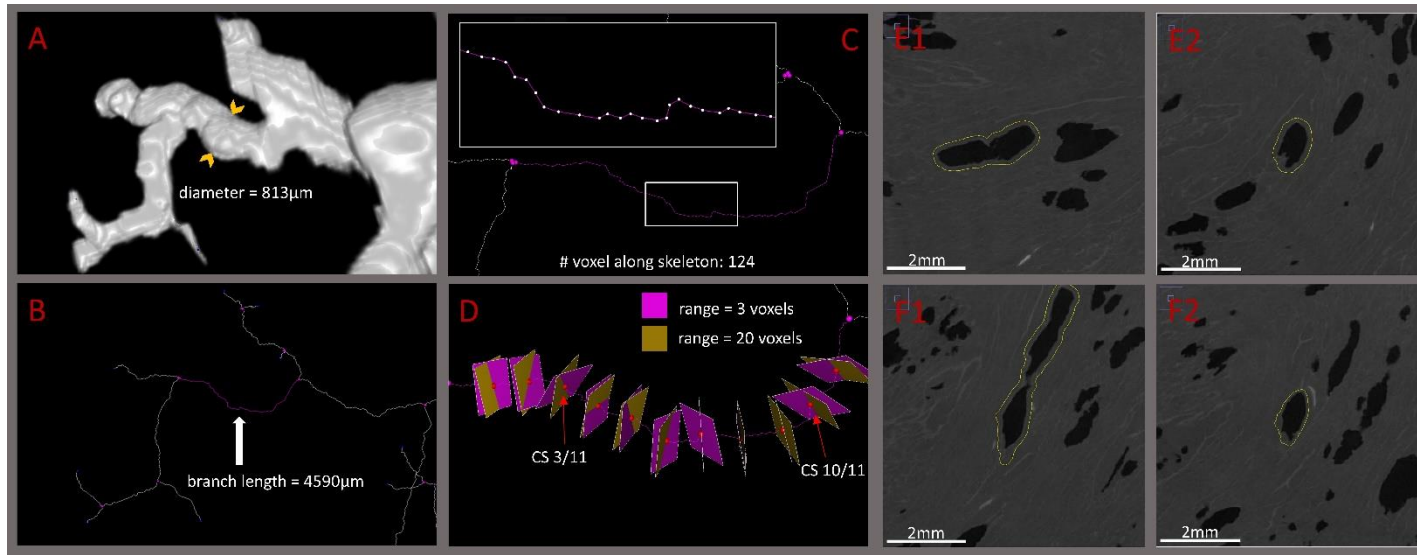 A
diameter = 813µm
B
branch length = 4590µm
C
# voxel along skeleton: 124
D
range = 3 voxels
range = 20 voxels
CS 3/11
CS 10/11
E1
2mm
E2
2mm
F1
2mm
F2
2mm